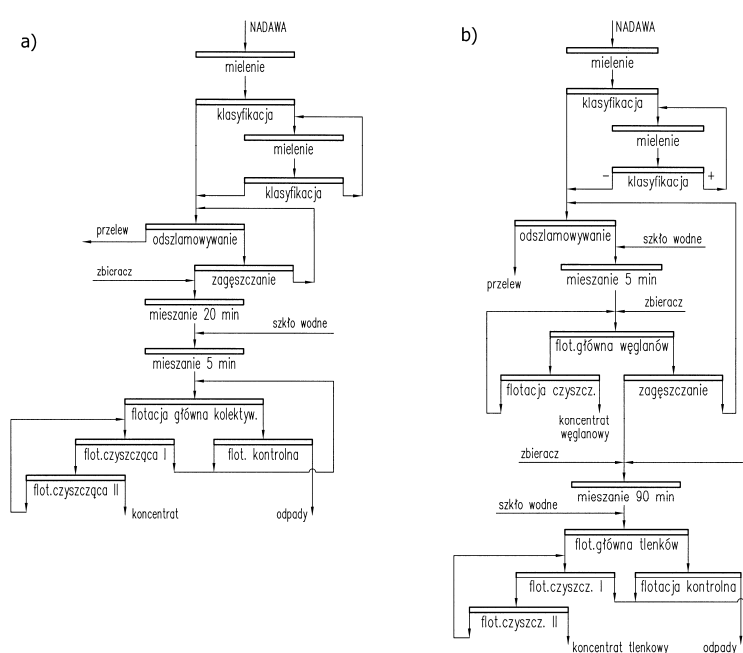 a)
NADAWA
mielenie
klasyfikacja
mielenie
klasyfikacja
przelew
odszlamowywanie
zbieracz
zagęszczanie
mieszanie 20 min
szkło wodne
mieszanie 5 min
flotacja główna kolektyw.
flot.czyszcząca I
flot. kontrolna
flot.czyszcząca II
koncentrat
odpady
b)
NADAWA
mielenie
klasyfikacja
mielenie
- klasyfikacja +
odszlamowywanie
szkło wodne
przelew
mieszanie 5 min
zbieracz
flot.główna węglanów
flotacja czyszcz.
zagęszczanie
koncentrat
węglanowy
zbieracz
mieszanie 90 min
szkło wodne
flot.główna tlenków
flot.czyszcz. I
flotacja kontrolna
flot.czyszcz. II
koncentrat tlenkowy
odpady